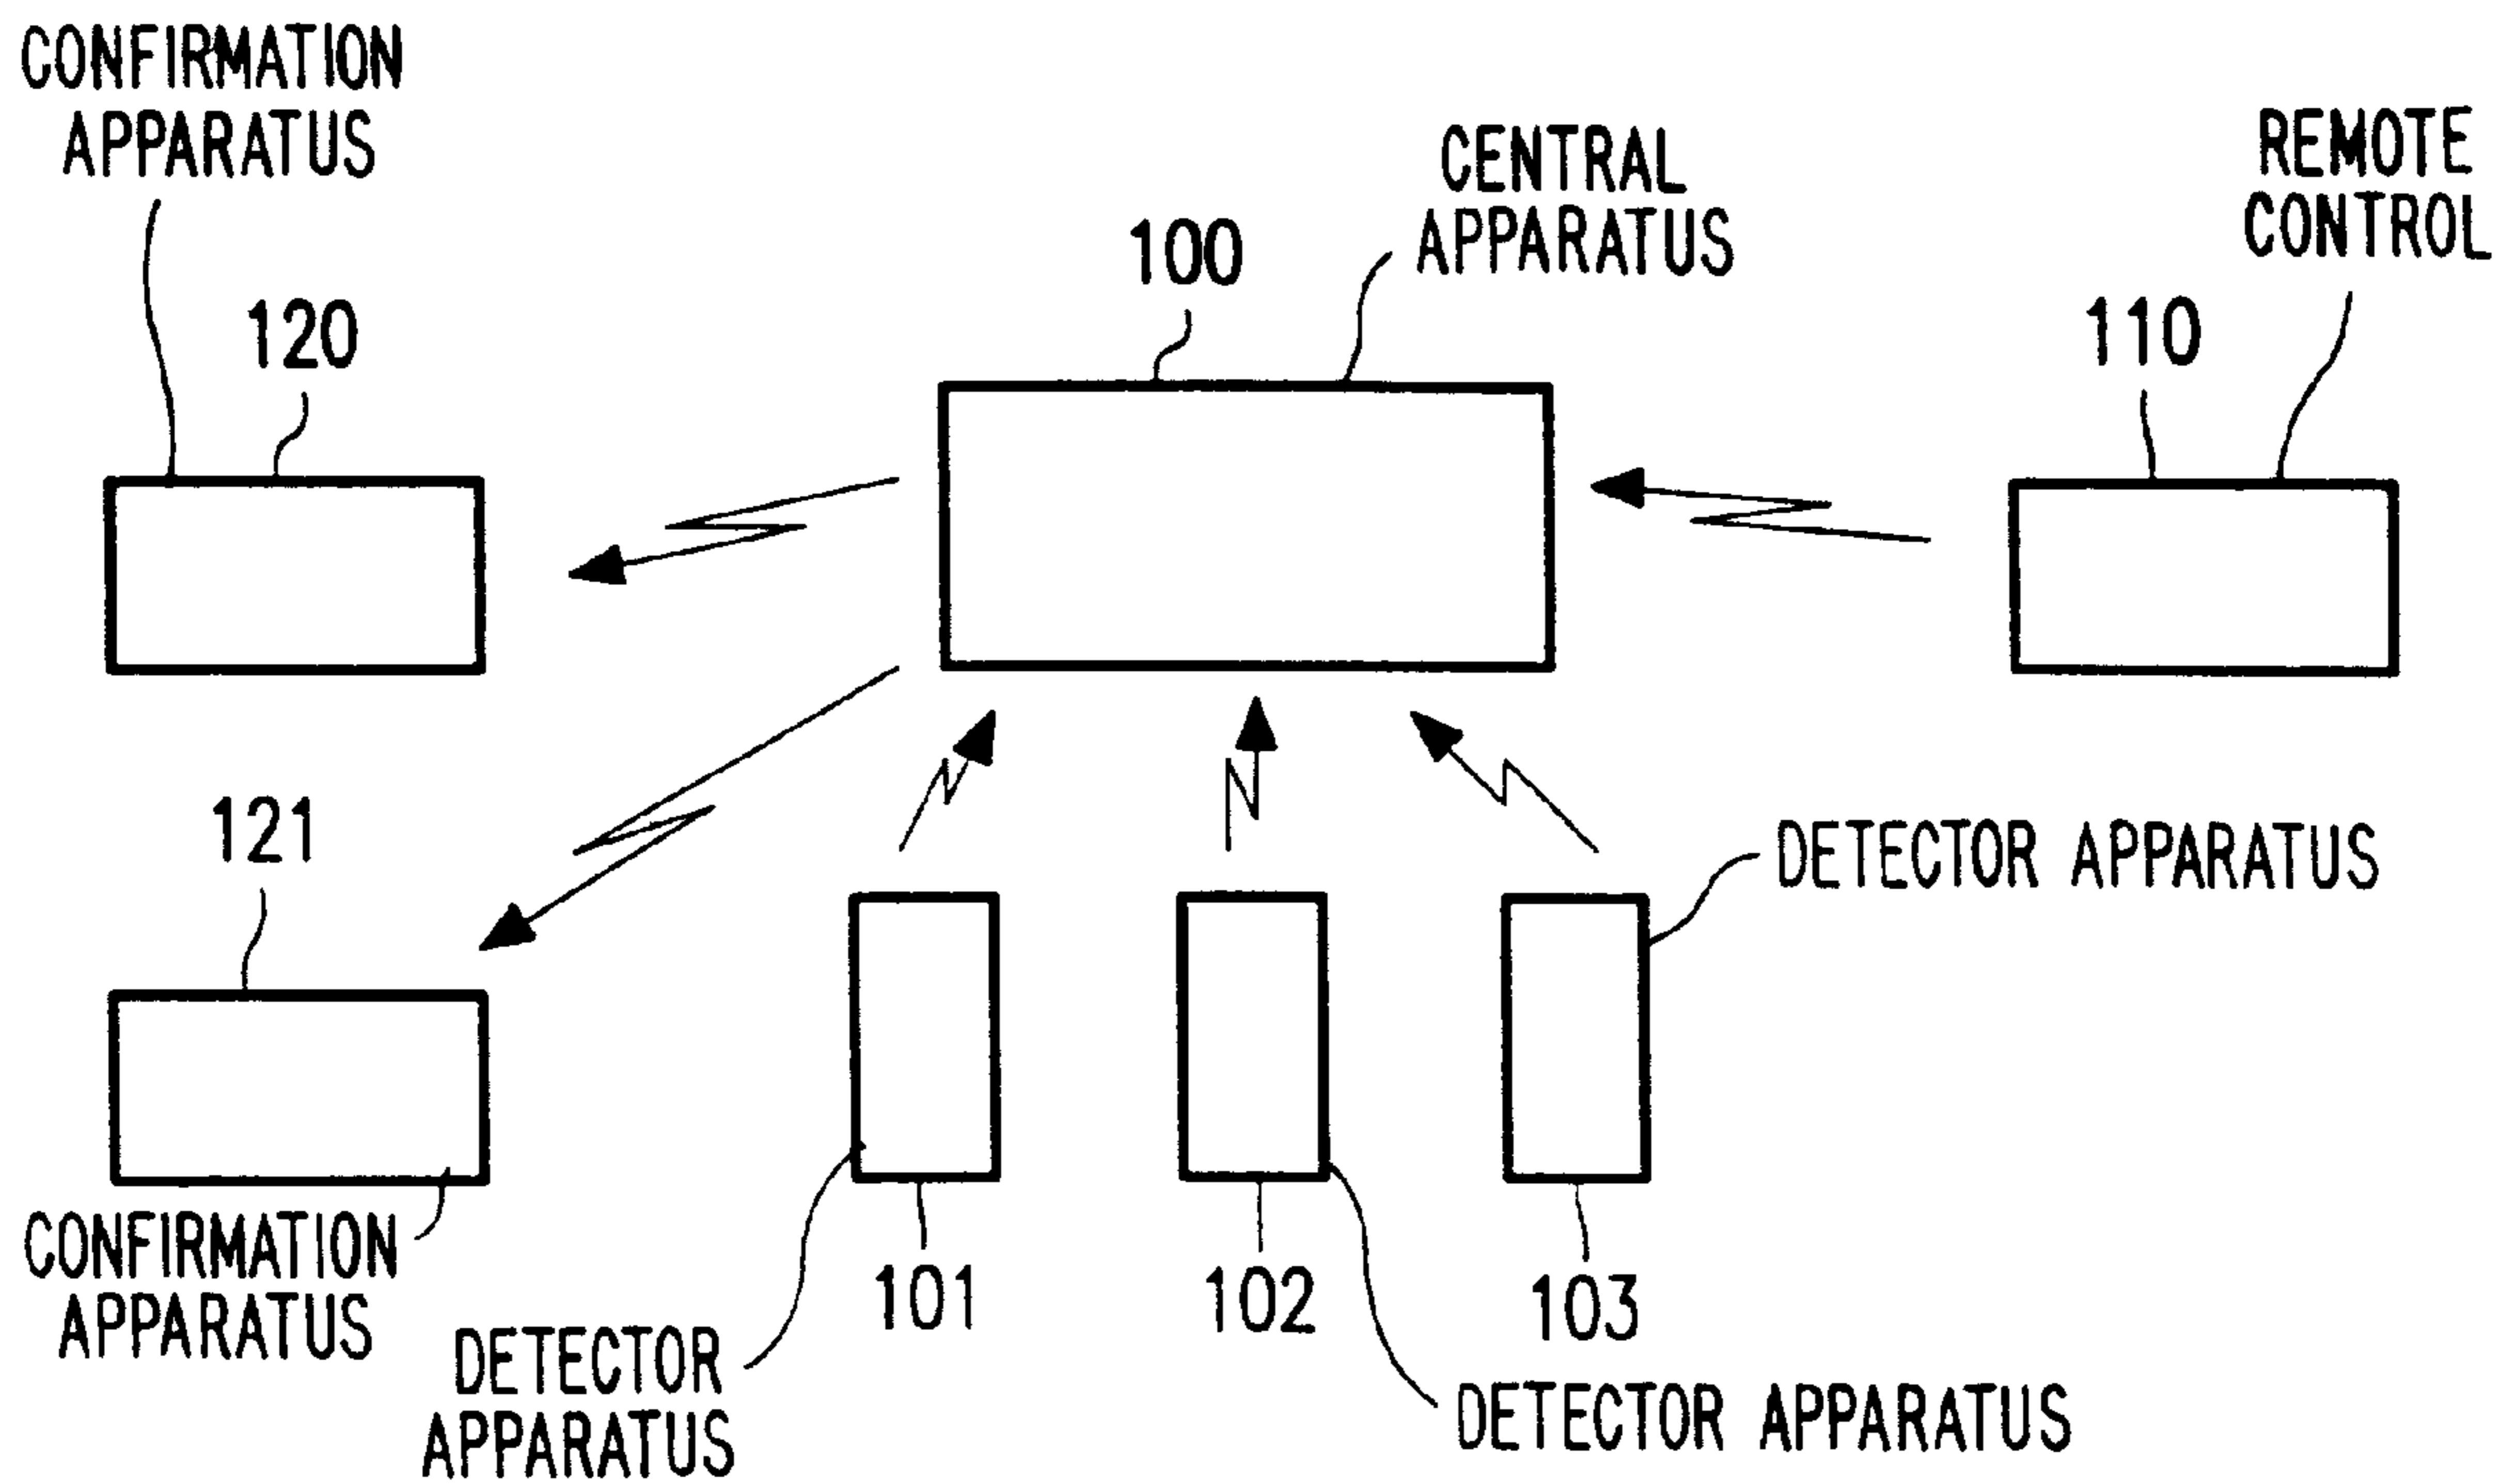 CONFIRMATION
APPARATUS
120
100
CENTRAL
APPARATUS
REMOTE
CONTROL
110
121
CONFIRMATION
APPARATUS
101
DETECTOR
APPARATUS
102
DETECTOR APPARATUS
103
DETECTOR APPARATUS